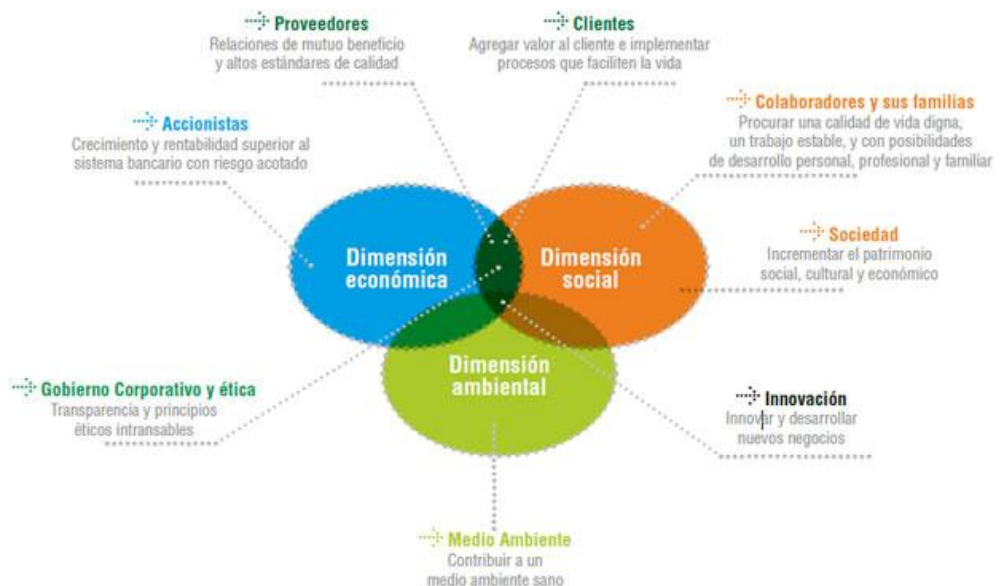 Proveedores
Relaciones de mutuo beneficio
y altos estándares de calidad
Clientes
Agregar valor al cliente e implementar
procesos que faciliten la vida
Accionistas
Crecimiento y rentabilidad superior al
sistema bancario con riesgo acotado
Colaboradores y sus familias
Procurar una calidad de vida digna,
un trabajo estable, y con posibilidades
de desarrollo personal, profesional y familiar
Dimensión
económica
Dimensión
social
Sociedad
Incrementar el patrimonio
social, cultural y económico
Dimensión
ambiental
Gobierno Corporativo y ética
Transparencia y principios
éticos intransables
Innovación
Innovar y desarrollar
nuevos negocios
Medio Ambiente
Contribuir a un
medio ambiente sano